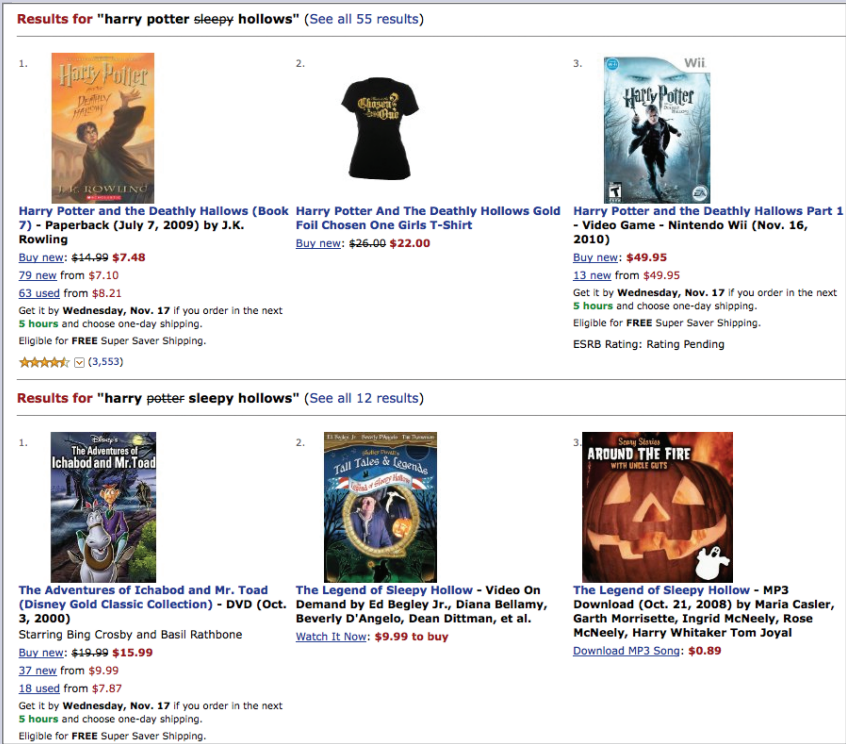 Results for "harry potter sleepy hollows" (See all 55 results)
1.
Harry Potter
AND THE
DEATHLY
HALLOWS
J. K. ROWLING
SCHOLASTIC
Harry Potter and the Deathly Hallows (Book
7) - Paperback (July 7, 2009) by J.K.
Rowling
Buy new: $14.99 $7.48
79 new from $7.10
63 used from $8.21
Get it by Wednesday, Nov. 17 if you order in the next
5 hours and choose one-day shipping.
Eligible for FREE Super Saver Shipping.
(3,553)
2.
Chosen
One
Harry Potter And The Deathly Hollows Gold
Foil Chosen One Girls T-Shirt
Buy new: $26.00 $22.00
3.
Wii
Harry Potter
T
EA
Harry Potter and the Deathly Hallows Part 1
- Video Game - Nintendo Wii (Nov. 16,
2010)
Buy new: $49.95
13 new from $49.95
Get it by Wednesday, Nov. 17 if you order in the next
5 hours and choose one-day shipping.
Eligible for FREE Super Saver Shipping.
ESRB Rating: Rating Pending
Results for "harry potter sleepy hollows" (See all 12 results)
1.
Disney's
The Adventures of
Ichabod and Mr.Toad
The Adventures of Ichabod and Mr. Toad
(Disney Gold Classic Collection) - DVD (Oct.
3, 2000)
Starring Bing Crosby and Basil Rathbone
Buy new: $19.99 $15.99
37 new from $9.99
18 used from $7.87
Get it by Wednesday, Nov. 17 if you order in the next
5 hours and choose one-day shipping.
Eligible for FREE Super Saver Shipping.
2.
Ed Begley Jr. Beverly D'Angelo
Tall Tales & Legends
Legend of Sleepy Hollow
The Legend of Sleepy Hollow - Video On
Demand by Ed Begley Jr., Diana Bellamy,
Beverly D'Angelo, Dean Dittman, et al.
Watch It Now: $9.99 to buy
3.
Scary Stories
AROUND THE FIRE
WITH UNCLE GUTS
The Legend of Sleepy Hollow - MP3
Download (Oct. 21, 2008) by Maria Casler,
Garth Morrisette, Ingrid McNeely, Rose
McNeely, Harry Whitaker Tom Joyal
Download MP3 Song: $0.89